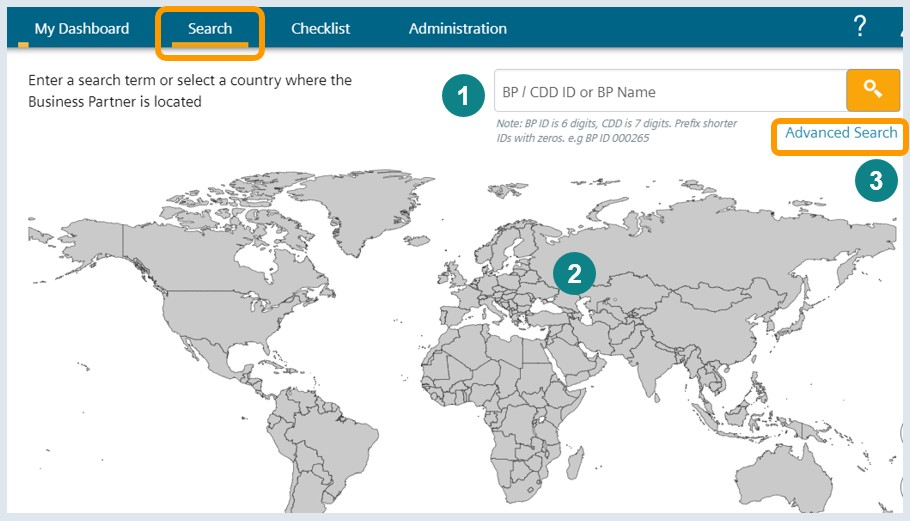 My Dashboard Search Checklist Administration ?
Enter a search term or select a country where the
Business Partner is located
1
BP / CDD ID or BP Name
Note: BP ID is 6 digits, CDD is 7 digits. Prefix shorter
IDs with zeros. e.g BP ID 000265
Advanced Search
3
2